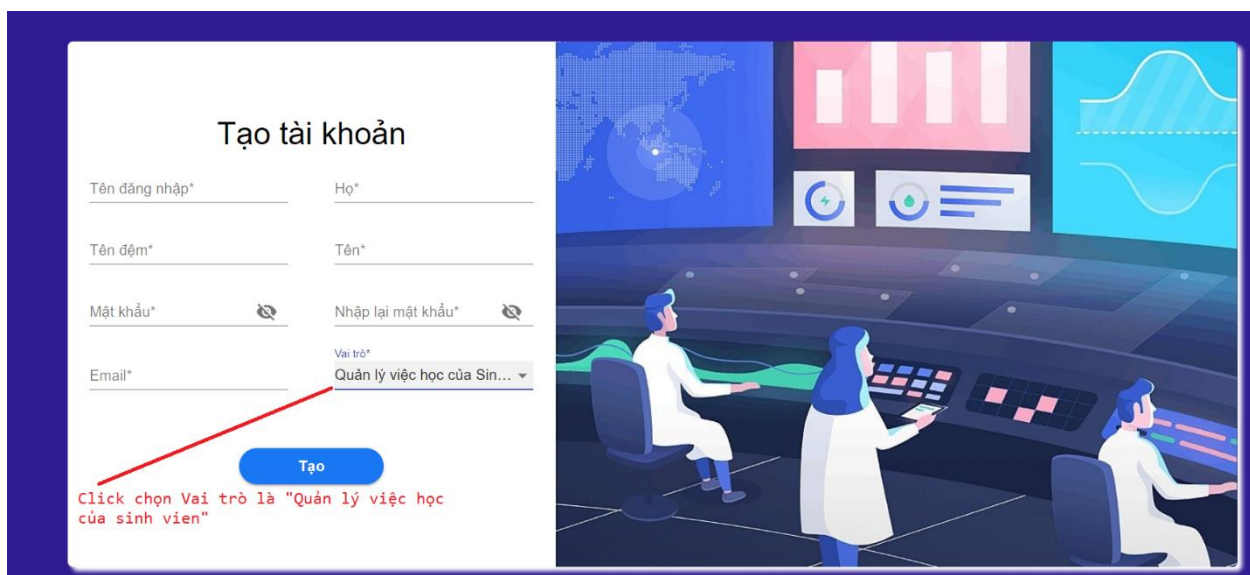 Tạo tài khoản
Tên đăng nhập*
Họ*
Tên đệm*
Tên*
Mật khẩu*
Nhập lại mật khẩu*
Email*
Vai trò*
Quản lý việc học của Sin...
Tạo
Click chọn Vai trò là "Quản lý việc học
của sinh vien"